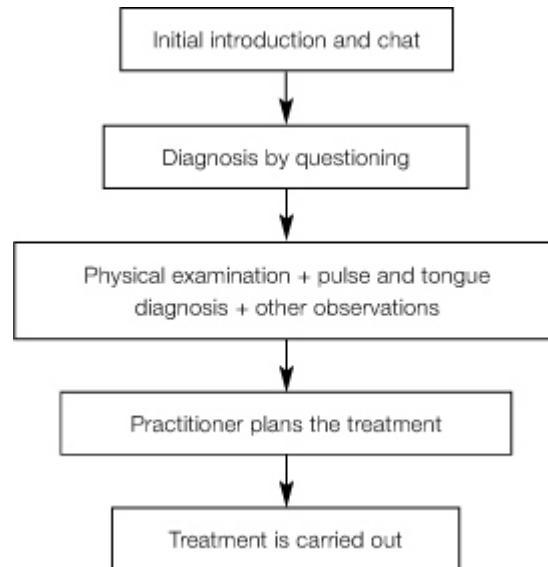 Initial introduction and chat
Diagnosis by questioning
Physical examination + pulse and tongue
diagnosis + other observations
Practitioner plans the treatment
Treatment is carried out